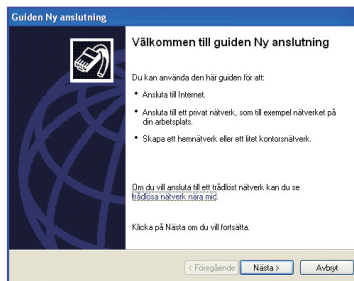 Guiden Ny anslutning
Välkommen till guiden Ny anslutning
Du kan använda den här guiden för att:
• Ansluta till Internet.
• Ansluta till ett privat nätverk, som till exempel nätverket på
din arbetsplats.
• Skapa ett hemnätverk eller ett litet kontorsnätverk.
Om du vill ansluta till ett trådlöst nätverk kan du se
trådlösa nätverk nära mig.
Klicka på Nästa om du vill fortsätta.
< Föregående
Nästa >
Avbryt